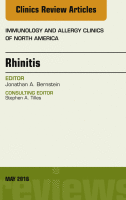 Clinics Review Articles
IMMUNOLOGY AND ALLERGY CLINICS
OF NORTH AMERICA
Rhinitis
EDITOR
Jonathan A. Bernstein
CONSULTING EDITOR
Stephen A. Tilles
MAY 2016
reviews